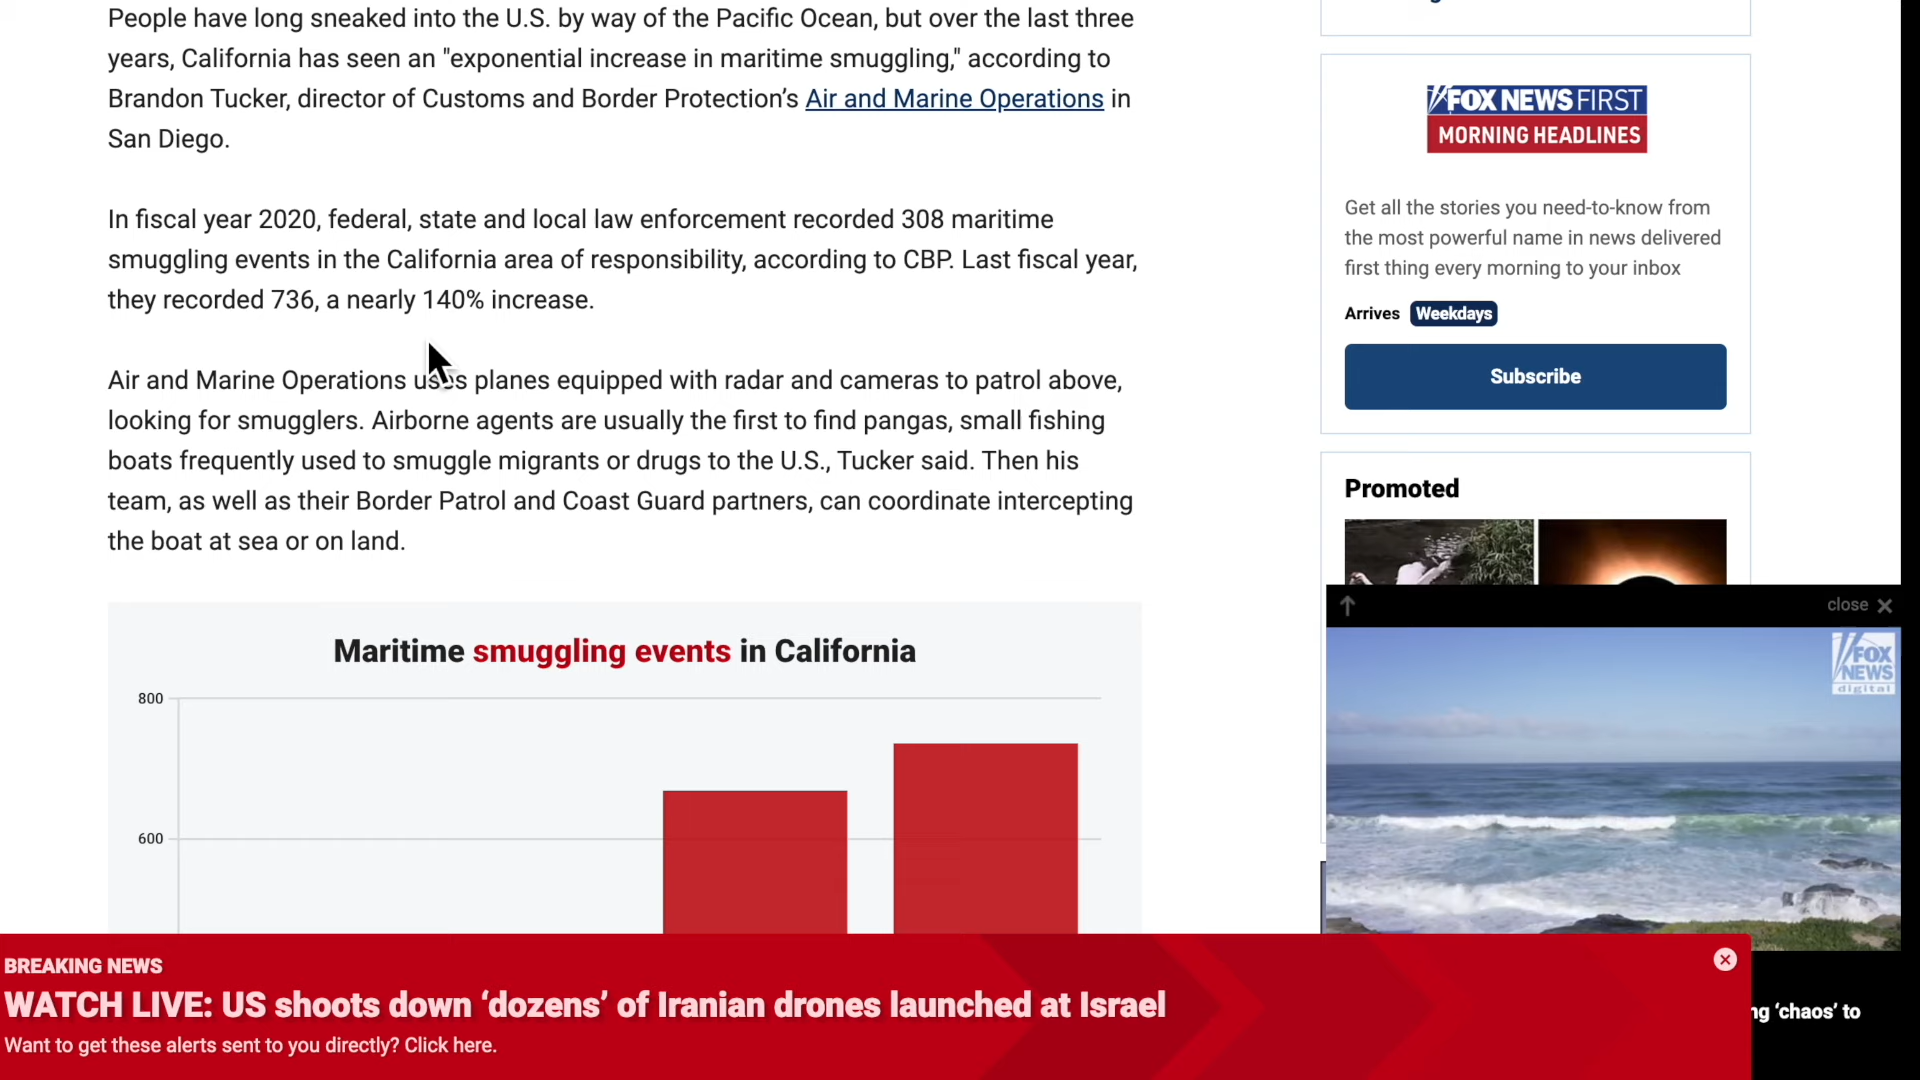 People have long sneaked into the U.S. by way of the Pacific Ocean, but over the last three
years, California has seen an "exponential increase in maritime smuggling," according to
Brandon Tucker, director of Customs and Border Protection’s Air and Marine Operations in
San Diego.
In fiscal year 2020, federal, state and local law enforcement recorded 308 maritime
smuggling events in the California area of responsibility, according to CBP. Last fiscal year,
they recorded 736, a nearly 140% increase.
Air and Marine Operations uses planes equipped with radar and cameras to patrol above,
looking for smugglers. Airborne agents are usually the first to find pangas, small fishing
boats frequently used to smuggle migrants or drugs to the U.S., Tucker said. Then his
team, as well as their Border Patrol and Coast Guard partners, can coordinate intercepting
the boat at sea or on land.
Maritime smuggling events in California
800
600
FOX NEWS FIRST
MORNING HEADLINES
Get all the stories you need-to-know from
the most powerful name in news delivered
first thing every morning to your inbox
Arrives Weekdays
Subscribe
Promoted
close
FOX
NEWS
digital
BREAKING NEWS
WATCH LIVE: US shoots down ‘dozens’ of Iranian drones launched at Israel
Want to get these alerts sent to you directly? Click here.
‘chaos’ to